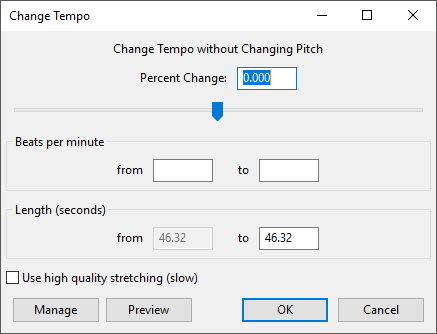 Change Tempo
Change Tempo without Changing Pitch
Percent Change: 0.000
Beats per minute
from to
Length (seconds)
from 46.32 to 46.32
Use high quality stretching (slow)
Manage Preview OK Cancel